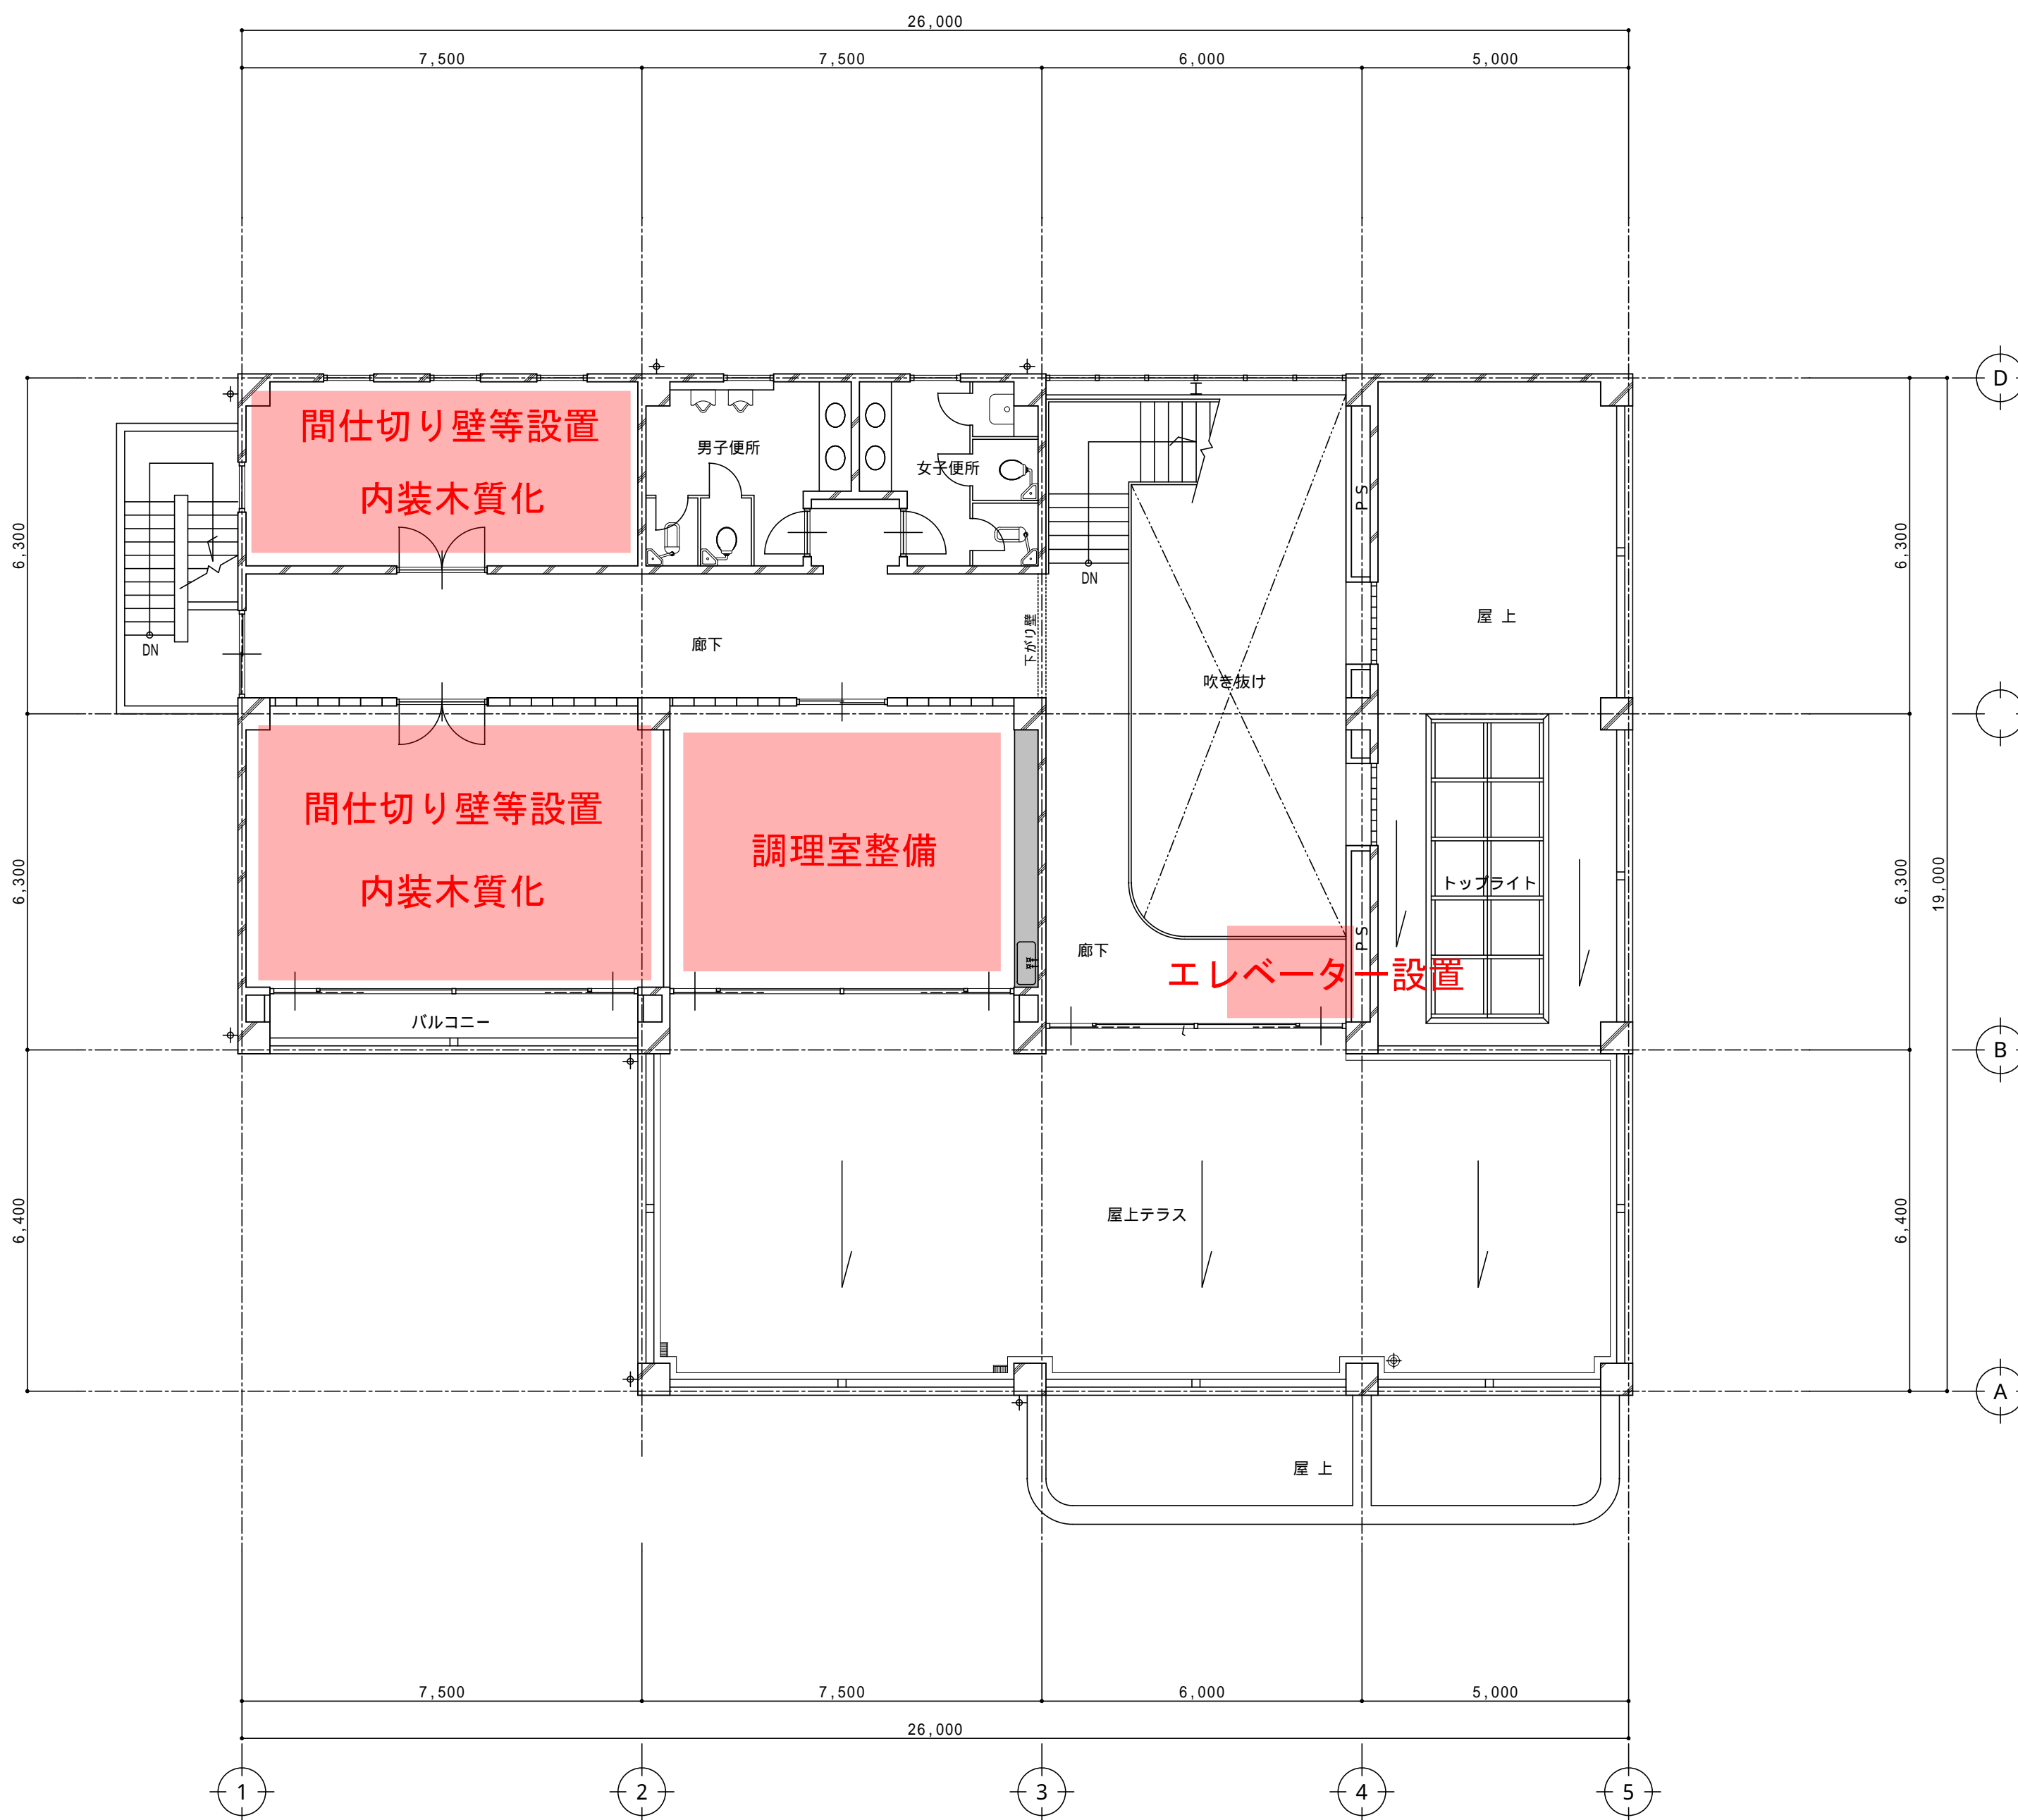 26,000
7,500
7,500
6,000
5,000
D
間仕切り壁等設置
内装木質化
男子便所
女子便所
PS
6,300
6,300
DN
DN
下がり壁
廊下
屋 上
吹き抜け
間仕切り壁等設置
内装木質化
調理室整備
6,300
6,300
19,000
トップライト
廊下
PS
エレベーター設置
バルコニー
B
6,400
6,400
屋上テラス
A
屋 上
7,500
7,500
6,000
5,000
26,000
1
2
3
4
5